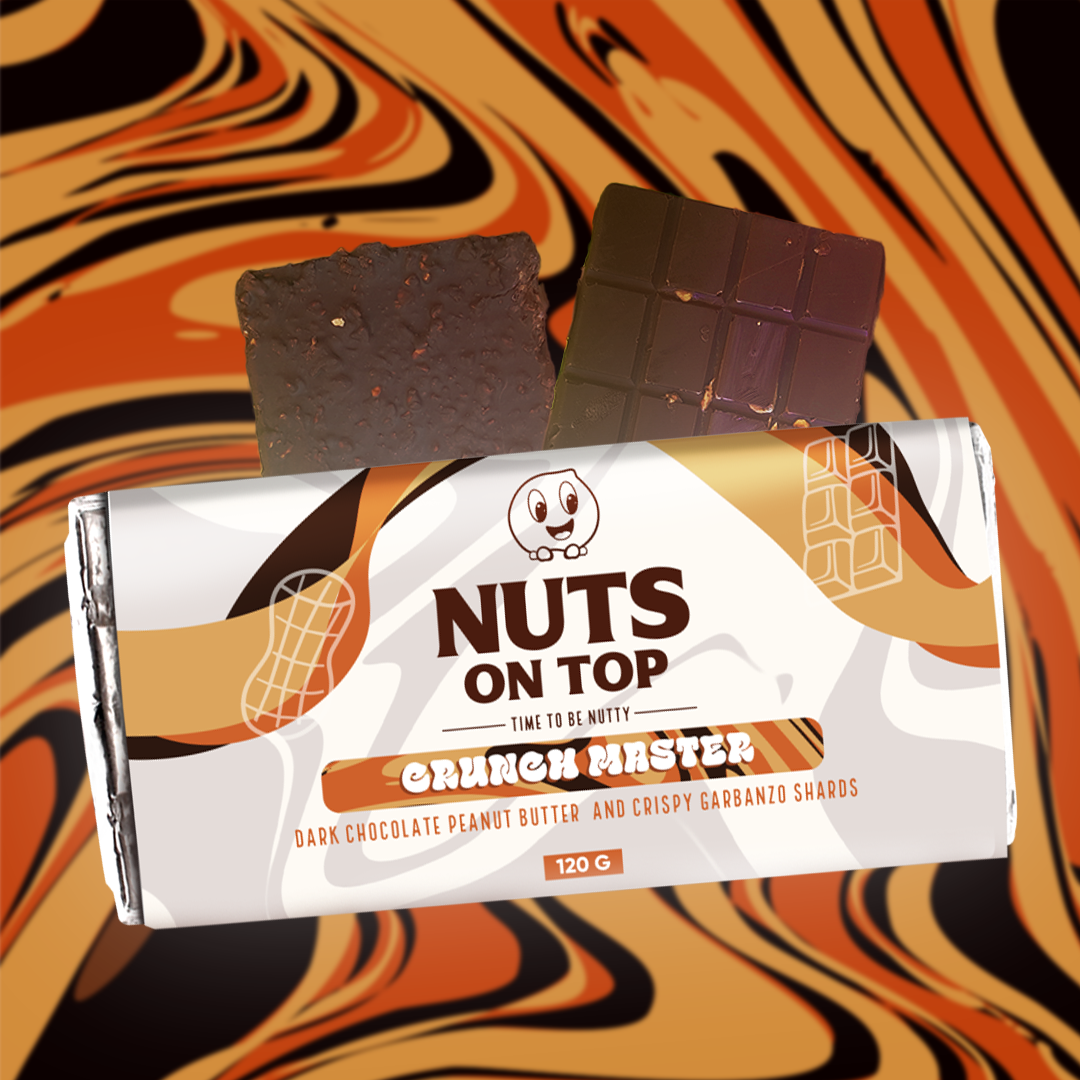 NUTS
ON TOP
TIME TO BE NUTTY
CRUNCH MASTER
DARK CHOCOLATE PEANUT BUTTER AND CRISPY GARBANZO SHARDS
120 G